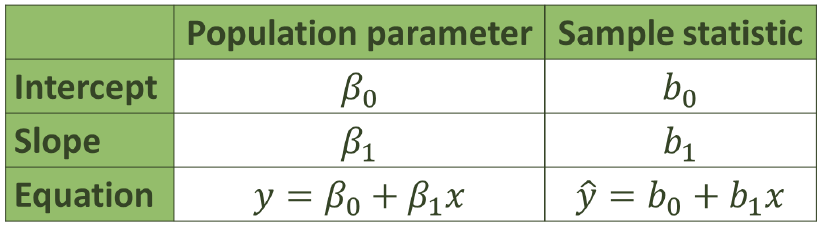 Population parameter Sample statistic
Intercept β₀ b₀
Slope β₁ b₁
Equation y = β₀ + β₁x ŷ = b₀ + b₁x